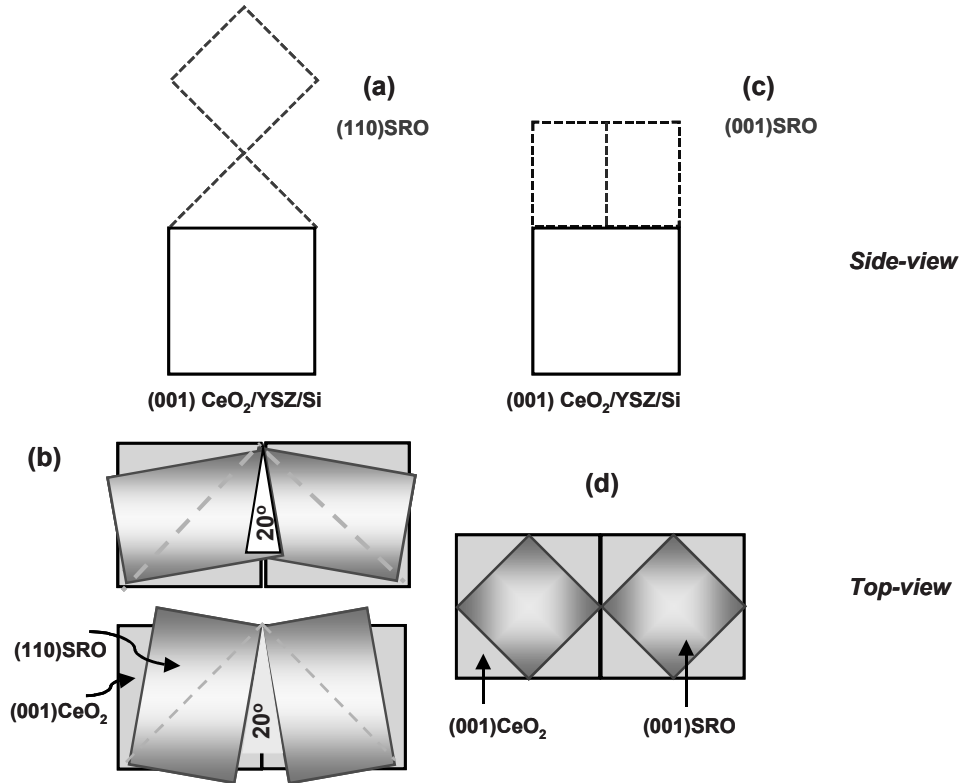 (a)
(110)SRO
(001) CeO₂/YSZ/Si
(c)
(001)SRO
(001) CeO₂/YSZ/Si
Side-view
(b)
20°
(110)SRO
(001)CeO₂
20°
(d)
(001)CeO₂
(001)SRO
Top-view